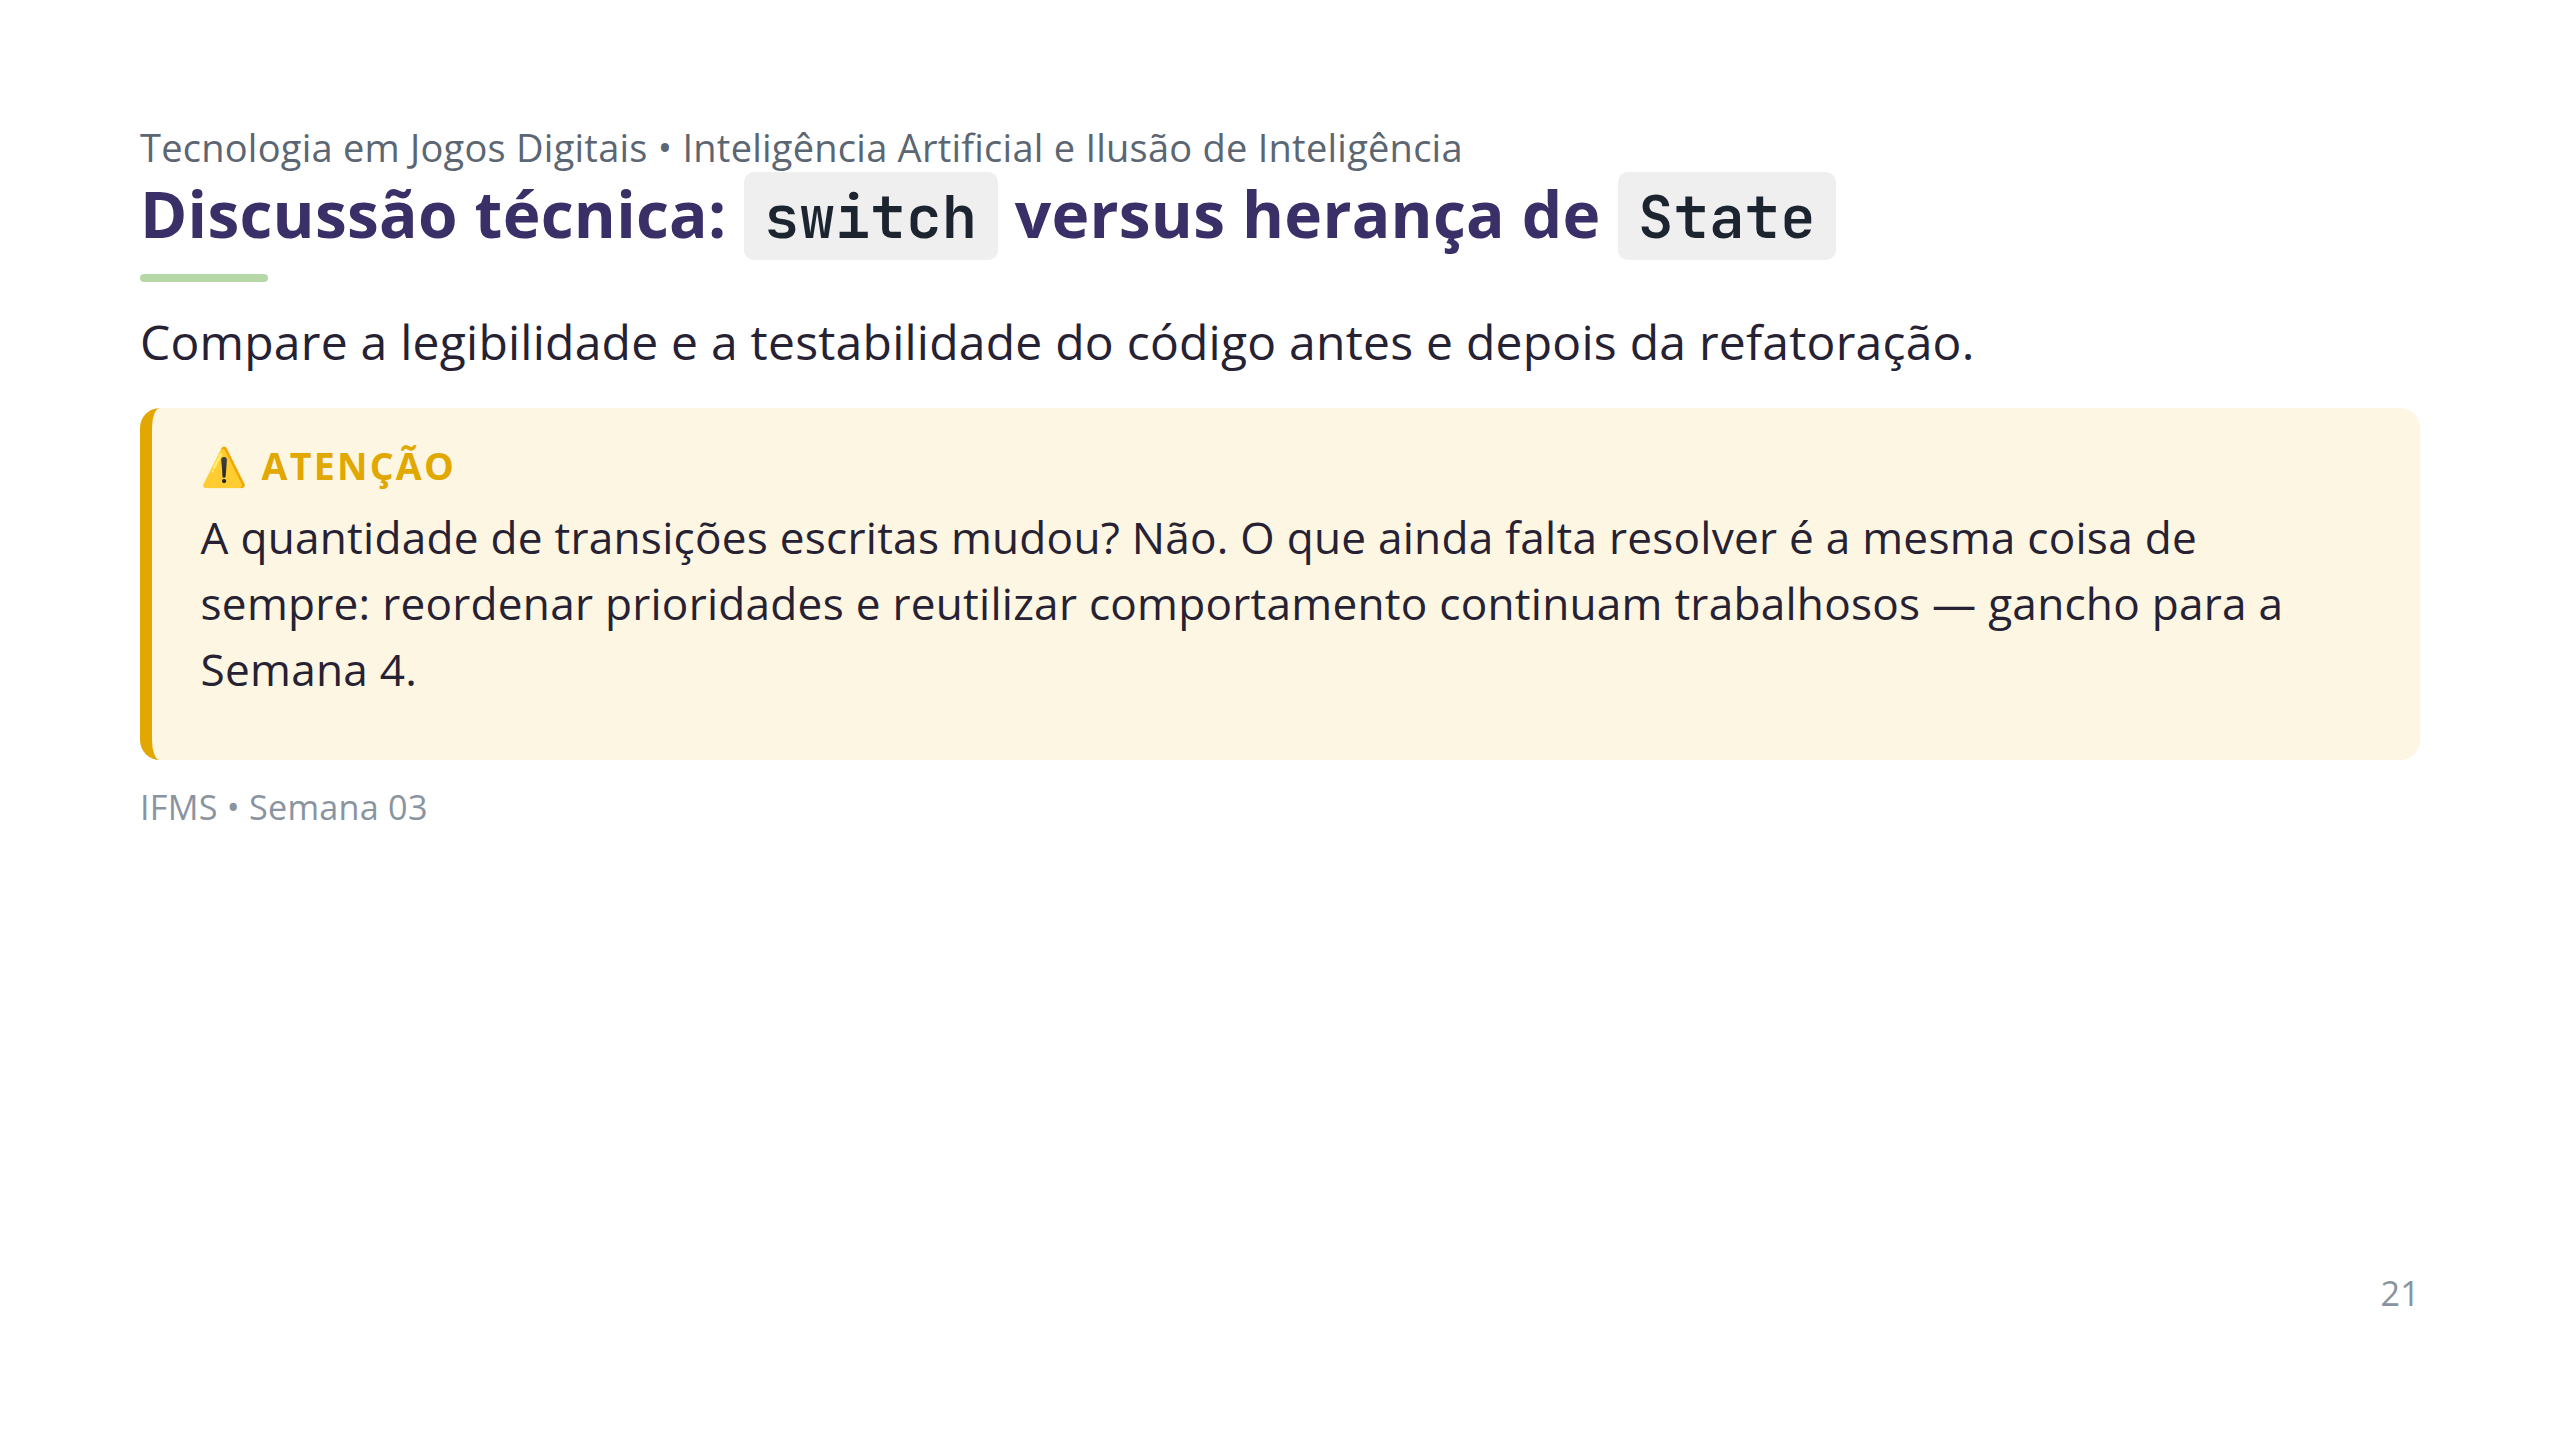 Tecnologia em Jogos Digitais • Inteligência Artificial e Ilusão de Inteligência
Discussão técnica: switch versus herança de State
Compare a legibilidade e a testabilidade do código antes e depois da refatoração.
⚠️ ATENÇÃO
A quantidade de transições escritas mudou? Não. O que ainda falta resolver é a mesma coisa de
sempre: reordenar prioridades e reutilizar comportamento continuam trabalhosos — gancho para a
Semana 4.
IFMS • Semana 03
21